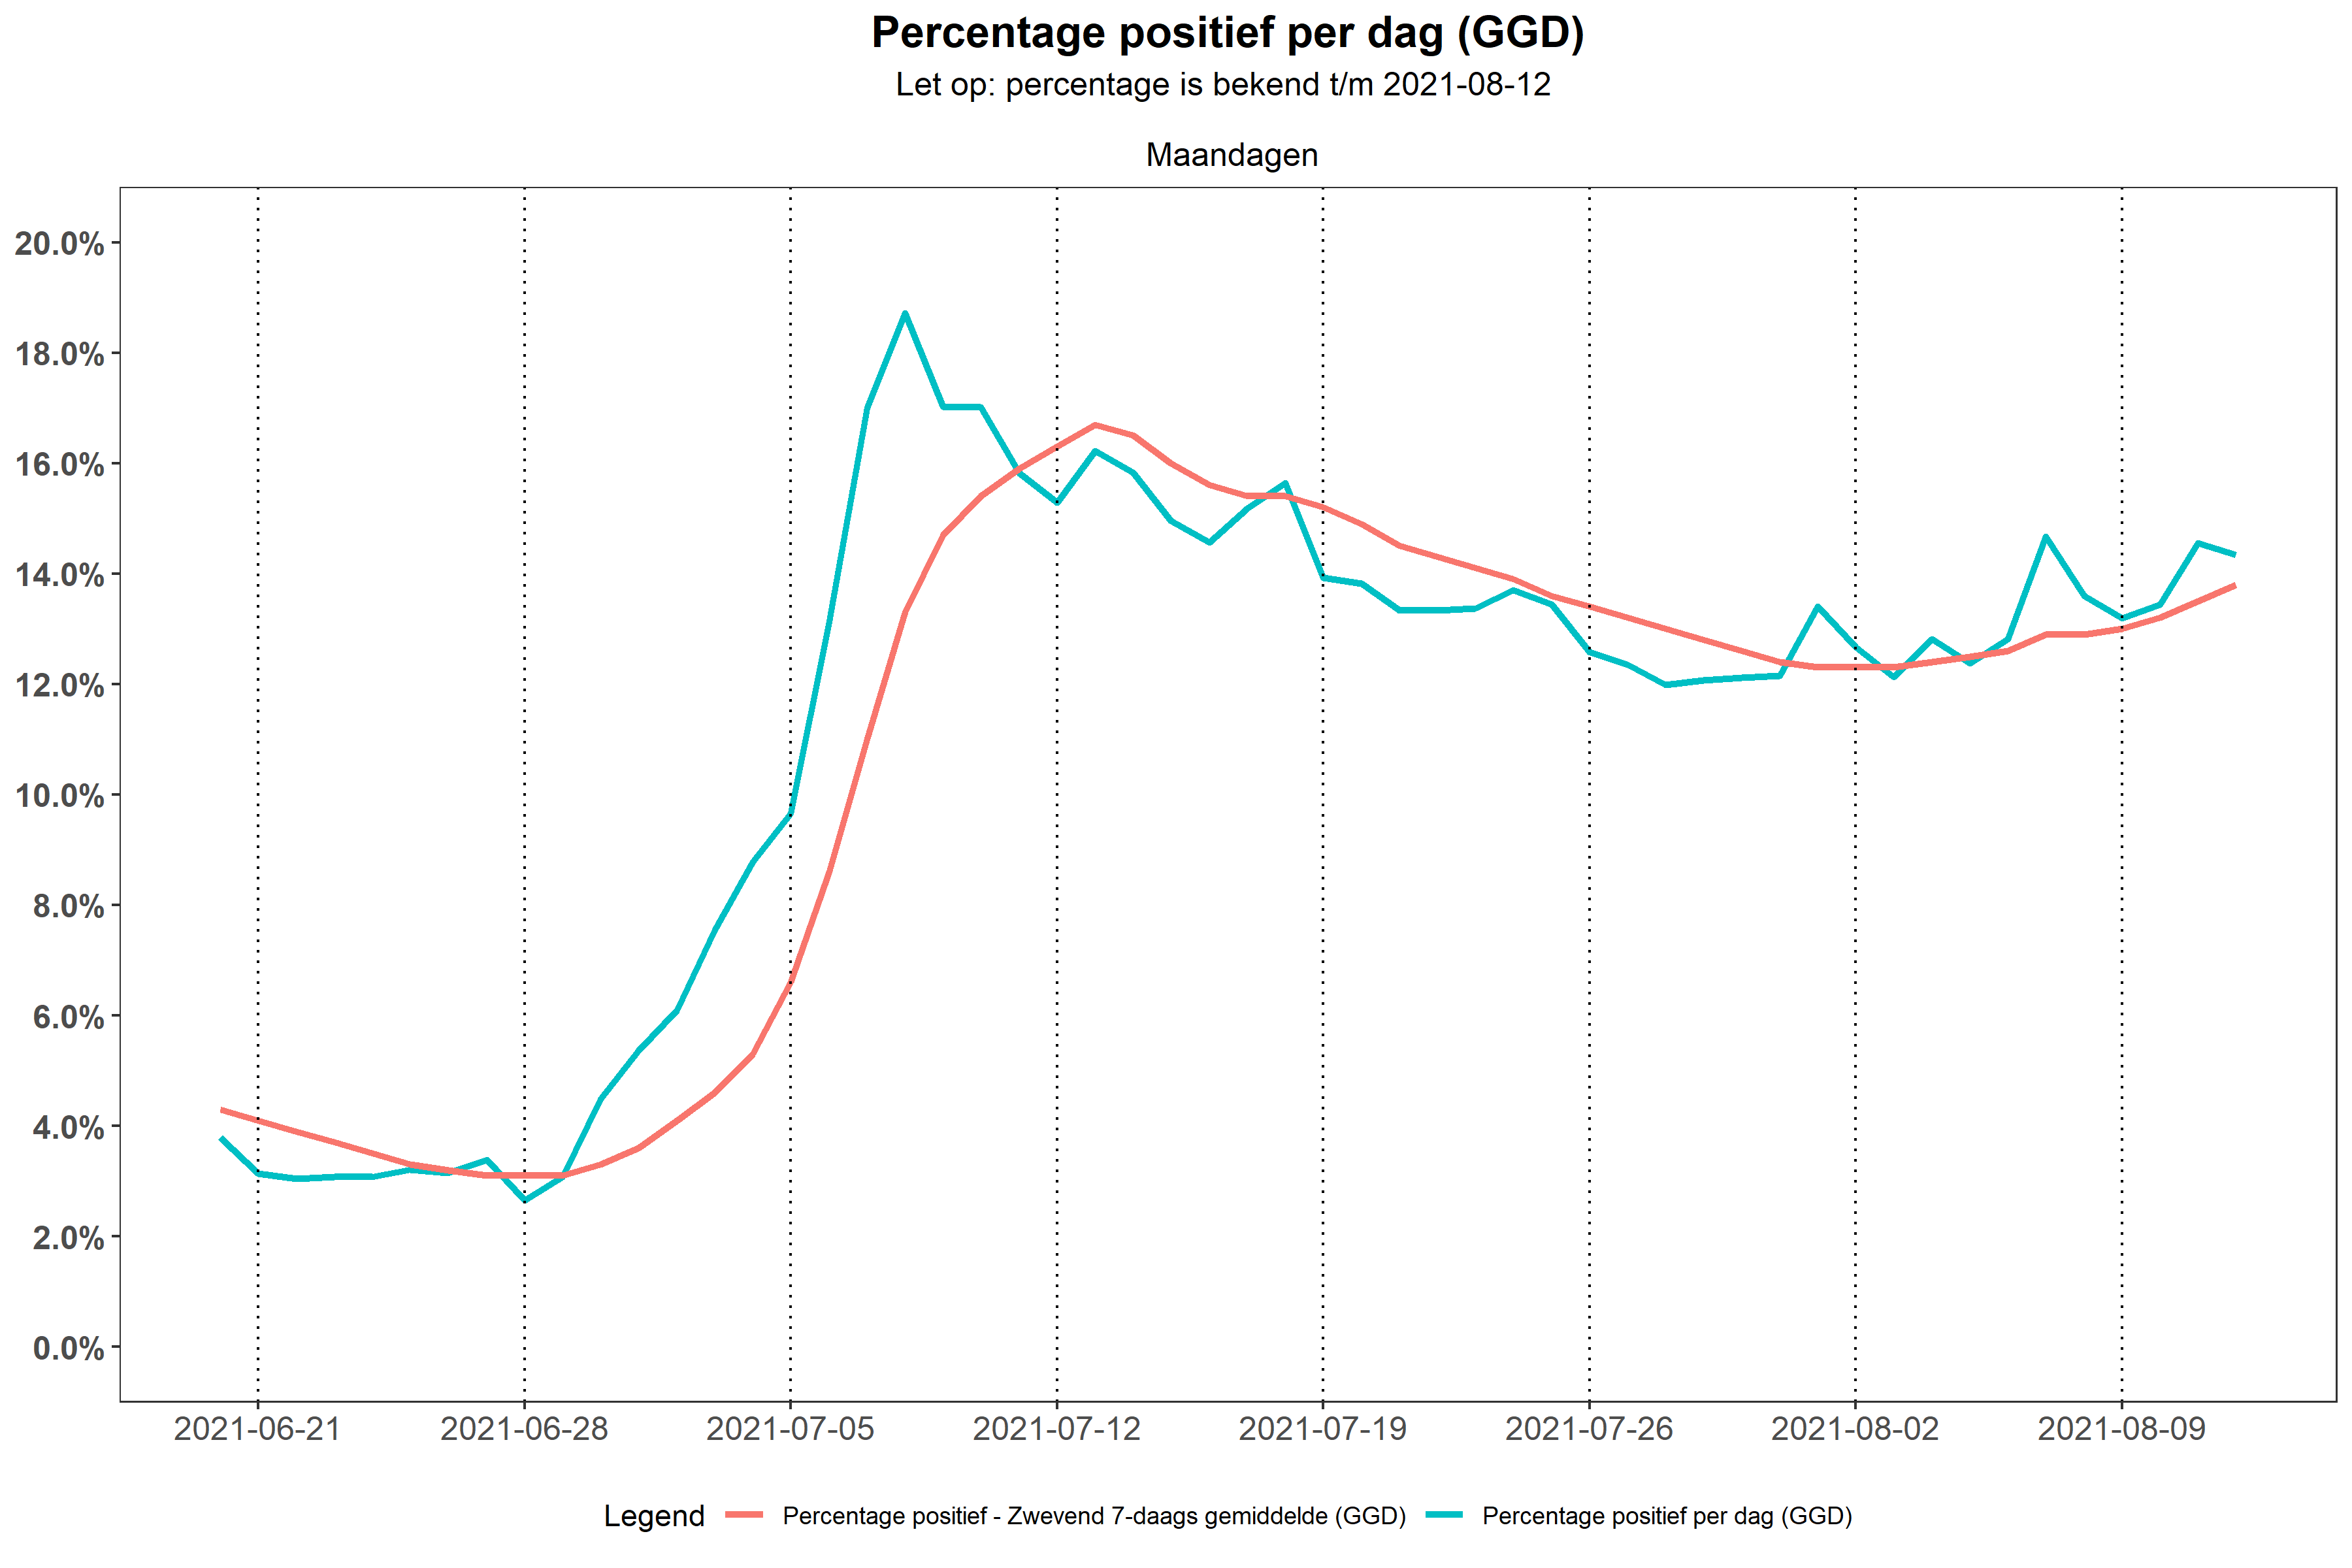 Percentage positief per dag (GGD)
Let op: percentage is bekend t/m 2021-08-12
Maandagen
20.0%
18.0%
16.0%
14.0%
12.0%
10.0%
8.0%
6.0%
4.0%
2.0%
0.0%
2021-06-21 2021-06-28 2021-07-05 2021-07-12 2021-07-19 2021-07-26 2021-08-02 2021-08-09
Legend Percentage positief - Zwevend 7-daags gemiddelde (GGD) Percentage positief per dag (GGD)